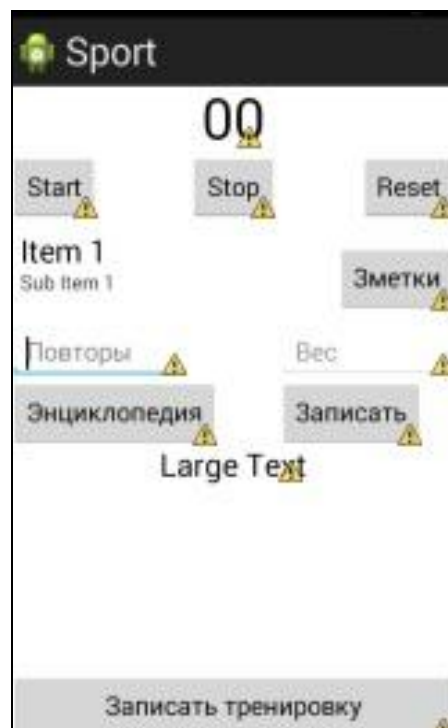 Sport
00
Start Stop Reset
Item 1
Sub Item 1
Зметки
Повторы Вес
Энциклопедия Записать
Large Text
Записать тренировку